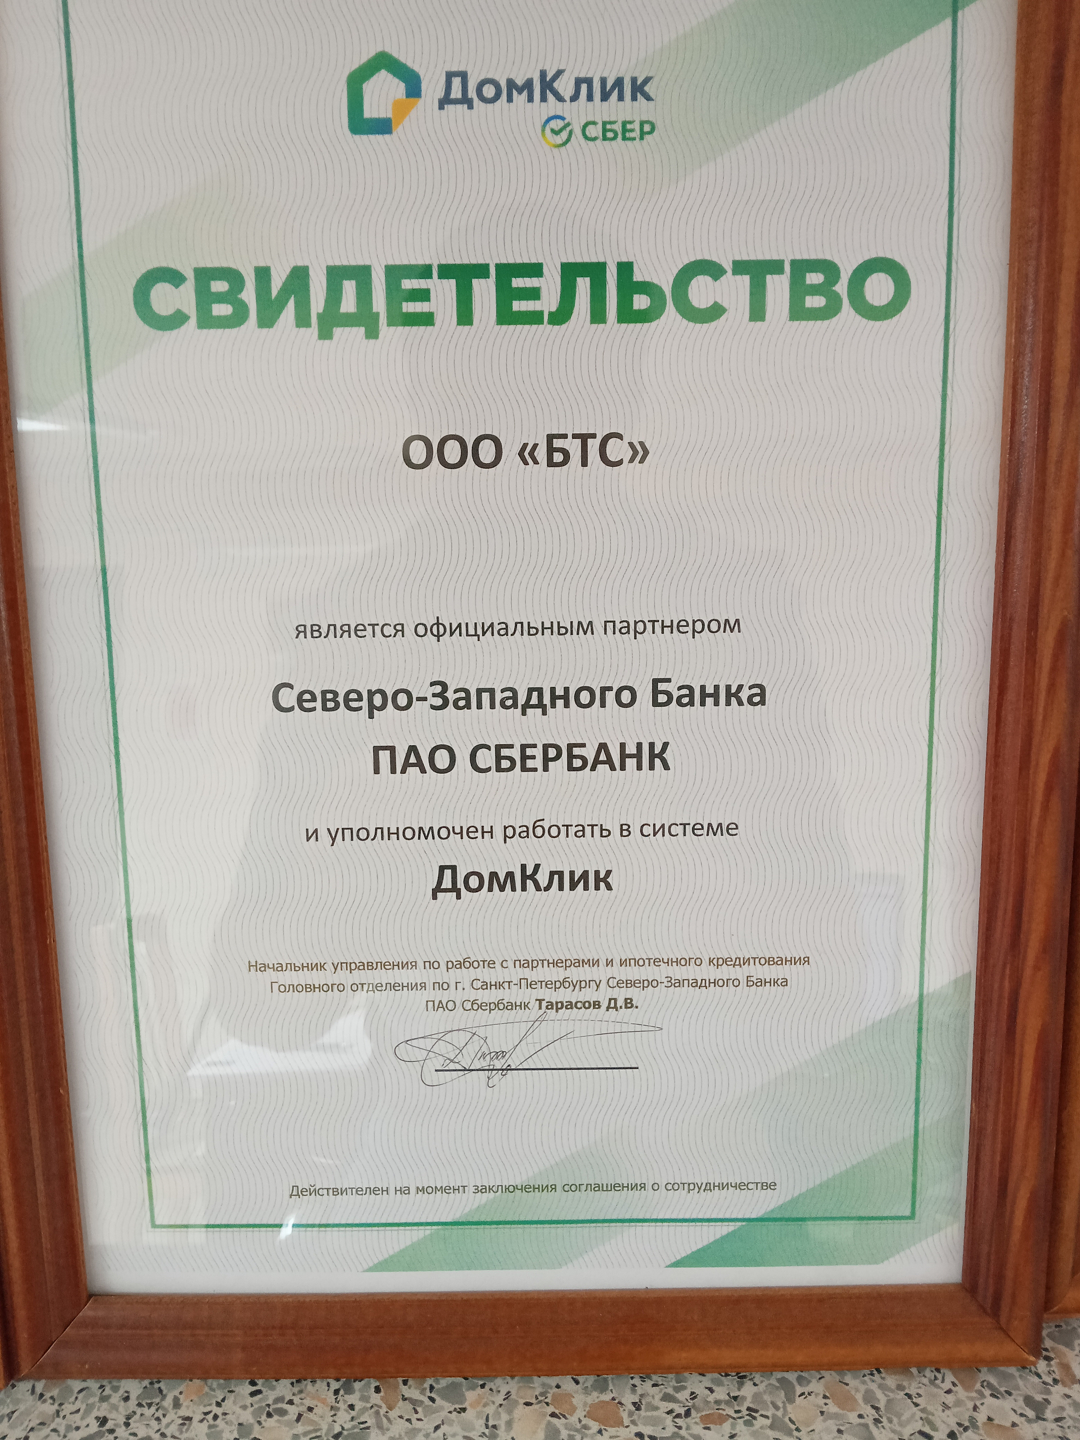 ДомКлик
СБЕР
СВИДЕТЕЛЬСТВО
ООО «БТС»
является официальным партнером
Северо-Западного Банка
ПАО СБЕРБАНК
и уполномочен работать в системе
ДомКлик
Начальник управления по работе с партнерами и ипотечного кредитования
Головного отделения по г. Санкт-Петербургу Северо-Западного Банка
ПАО Сбербанк Тарасов Д.В.
Действителен на момент заключения соглашения о сотрудничестве